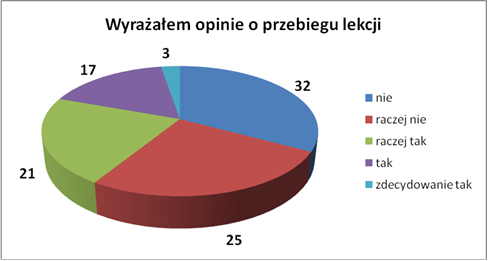 Wyrażałem opinie o przebiegu lekcji
3
17
32
21
25
nie
raczej nie
raczej tak
tak
zdecydowanie tak